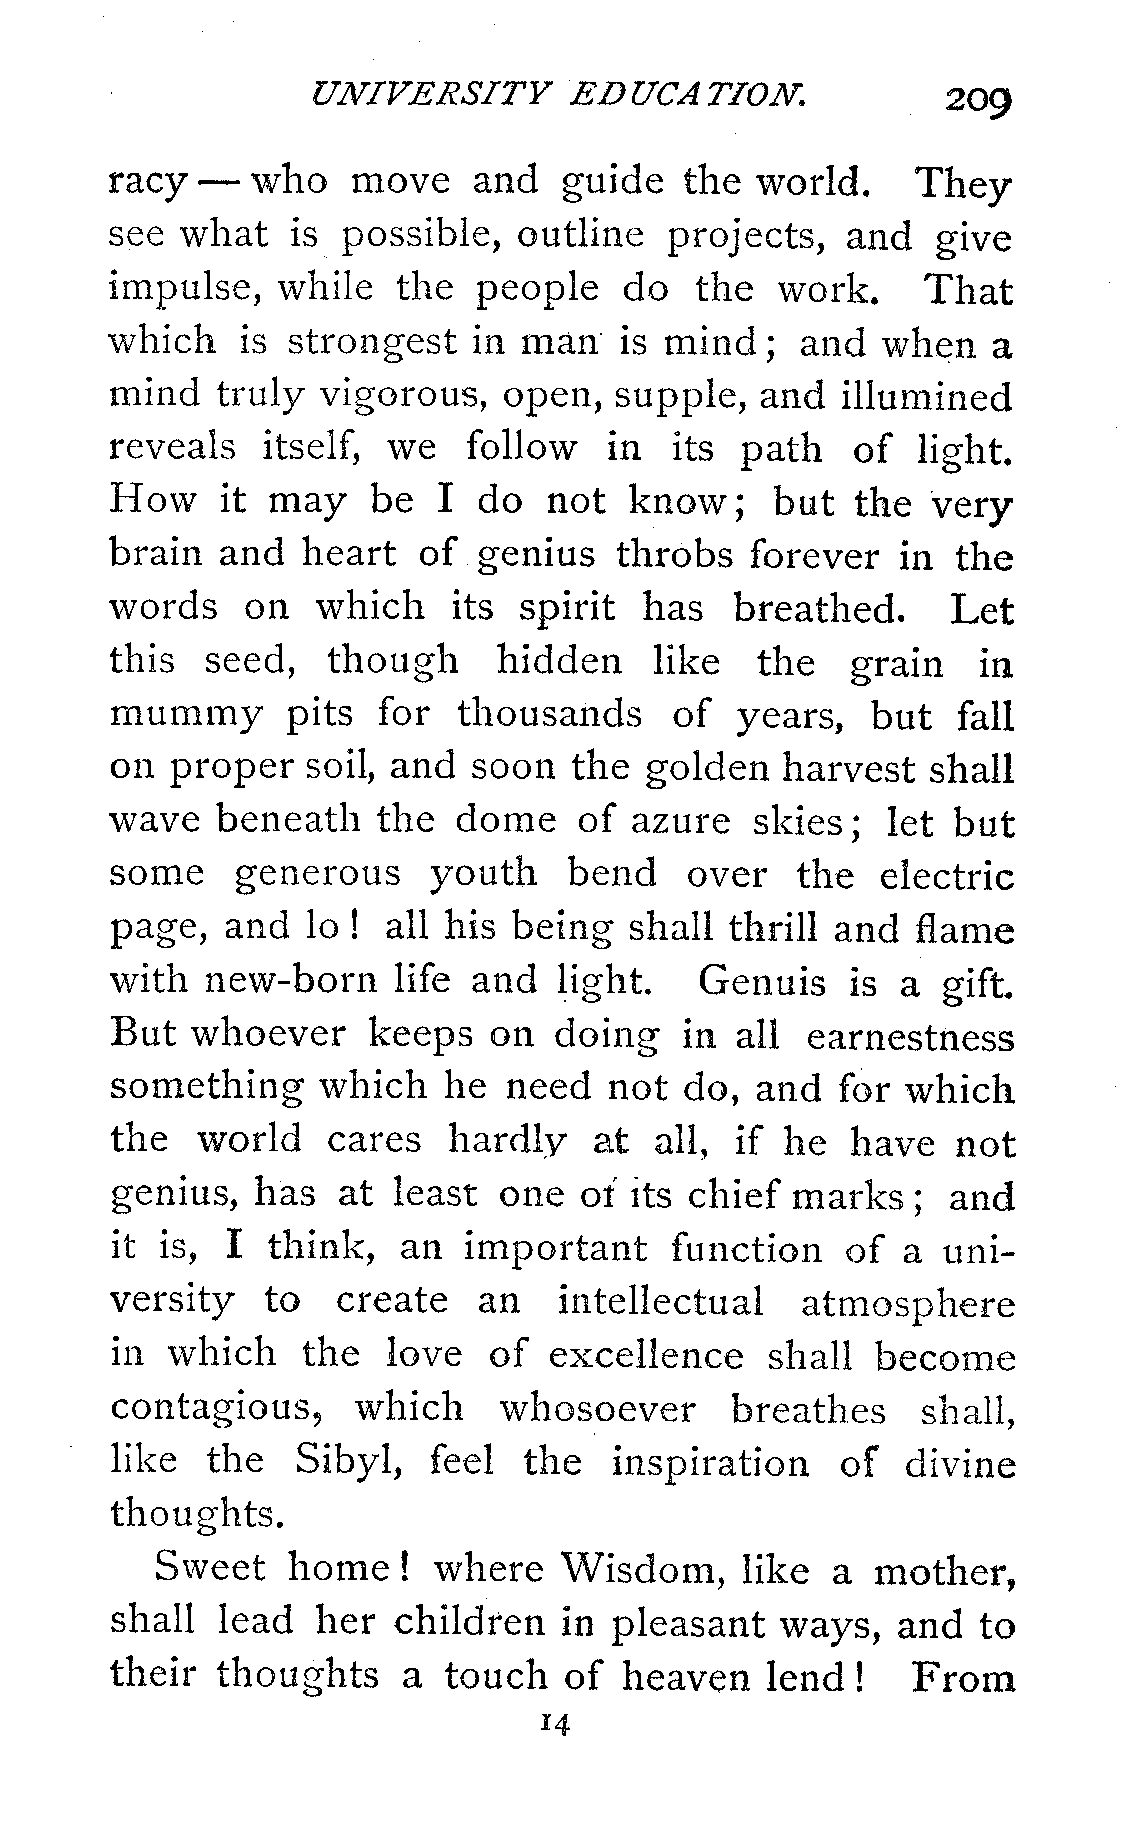 UNIVERSITY EDUCATION. 209
racy — who move and guide the world. They
see what is possible, outline projects, and give
impulse, while the people do the work. That
which is strongest in man is mind; and when a
mind truly vigorous, open, supple, and illumined
reveals itself, we follow in its path of light.
How it may be I do not know; but the very
brain and heart of genius throbs forever in the
words on which its spirit has breathed. Let
this seed, though hidden like the grain in
mummy pits for thousands of years, but fall
on proper soil, and soon the golden harvest shall
wave beneath the dome of azure skies; let but
some generous youth bend over the electric
page, and lo! all his being shall thrill and flame
with new-born life and light. Genuis is a gift.
But whoever keeps on doing in all earnestness
something which he need not do, and for which
the world cares hardly at all, if he have not
genius, has at least one of its chief marks; and
it is, I think, an important function of a uni-
versity to create an intellectual atmosphere
in which the love of excellence shall become
contagious, which whosoever breathes shall,
like the Sibyl, feel the inspiration of divine
thoughts.
Sweet home! where Wisdom, like a mother,
shall lead her children in pleasant ways, and to
their thoughts a touch of heaven lend! From
14